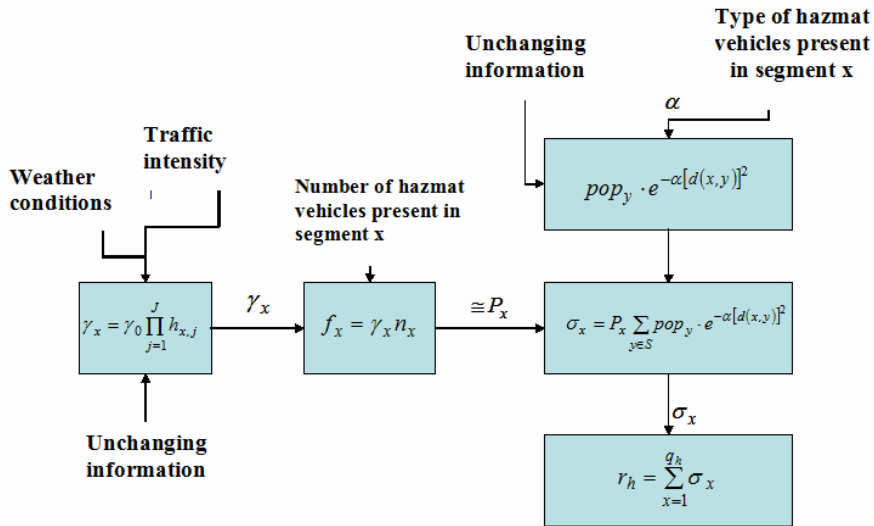 Type of hazmat
vehicles present
in segment x
Unchanging
information
α
Traffic
intensity
Weather
conditions
Number of hazmat
vehicles present in
segment x
pop_y · e^{-α[d(x,y)]^2}
γ_x = γ_0 ∏_{j=1}^{J} h_{x,j}
γ_x
f_x = γ_x n_x
≅P_x
σ_x = P_x ∑_{y∈S} pop_y · e^{-α[d(x,y)]^2}
σ_x
Unchanging
information
r_h = ∑_{x=1}^{q_h} σ_x